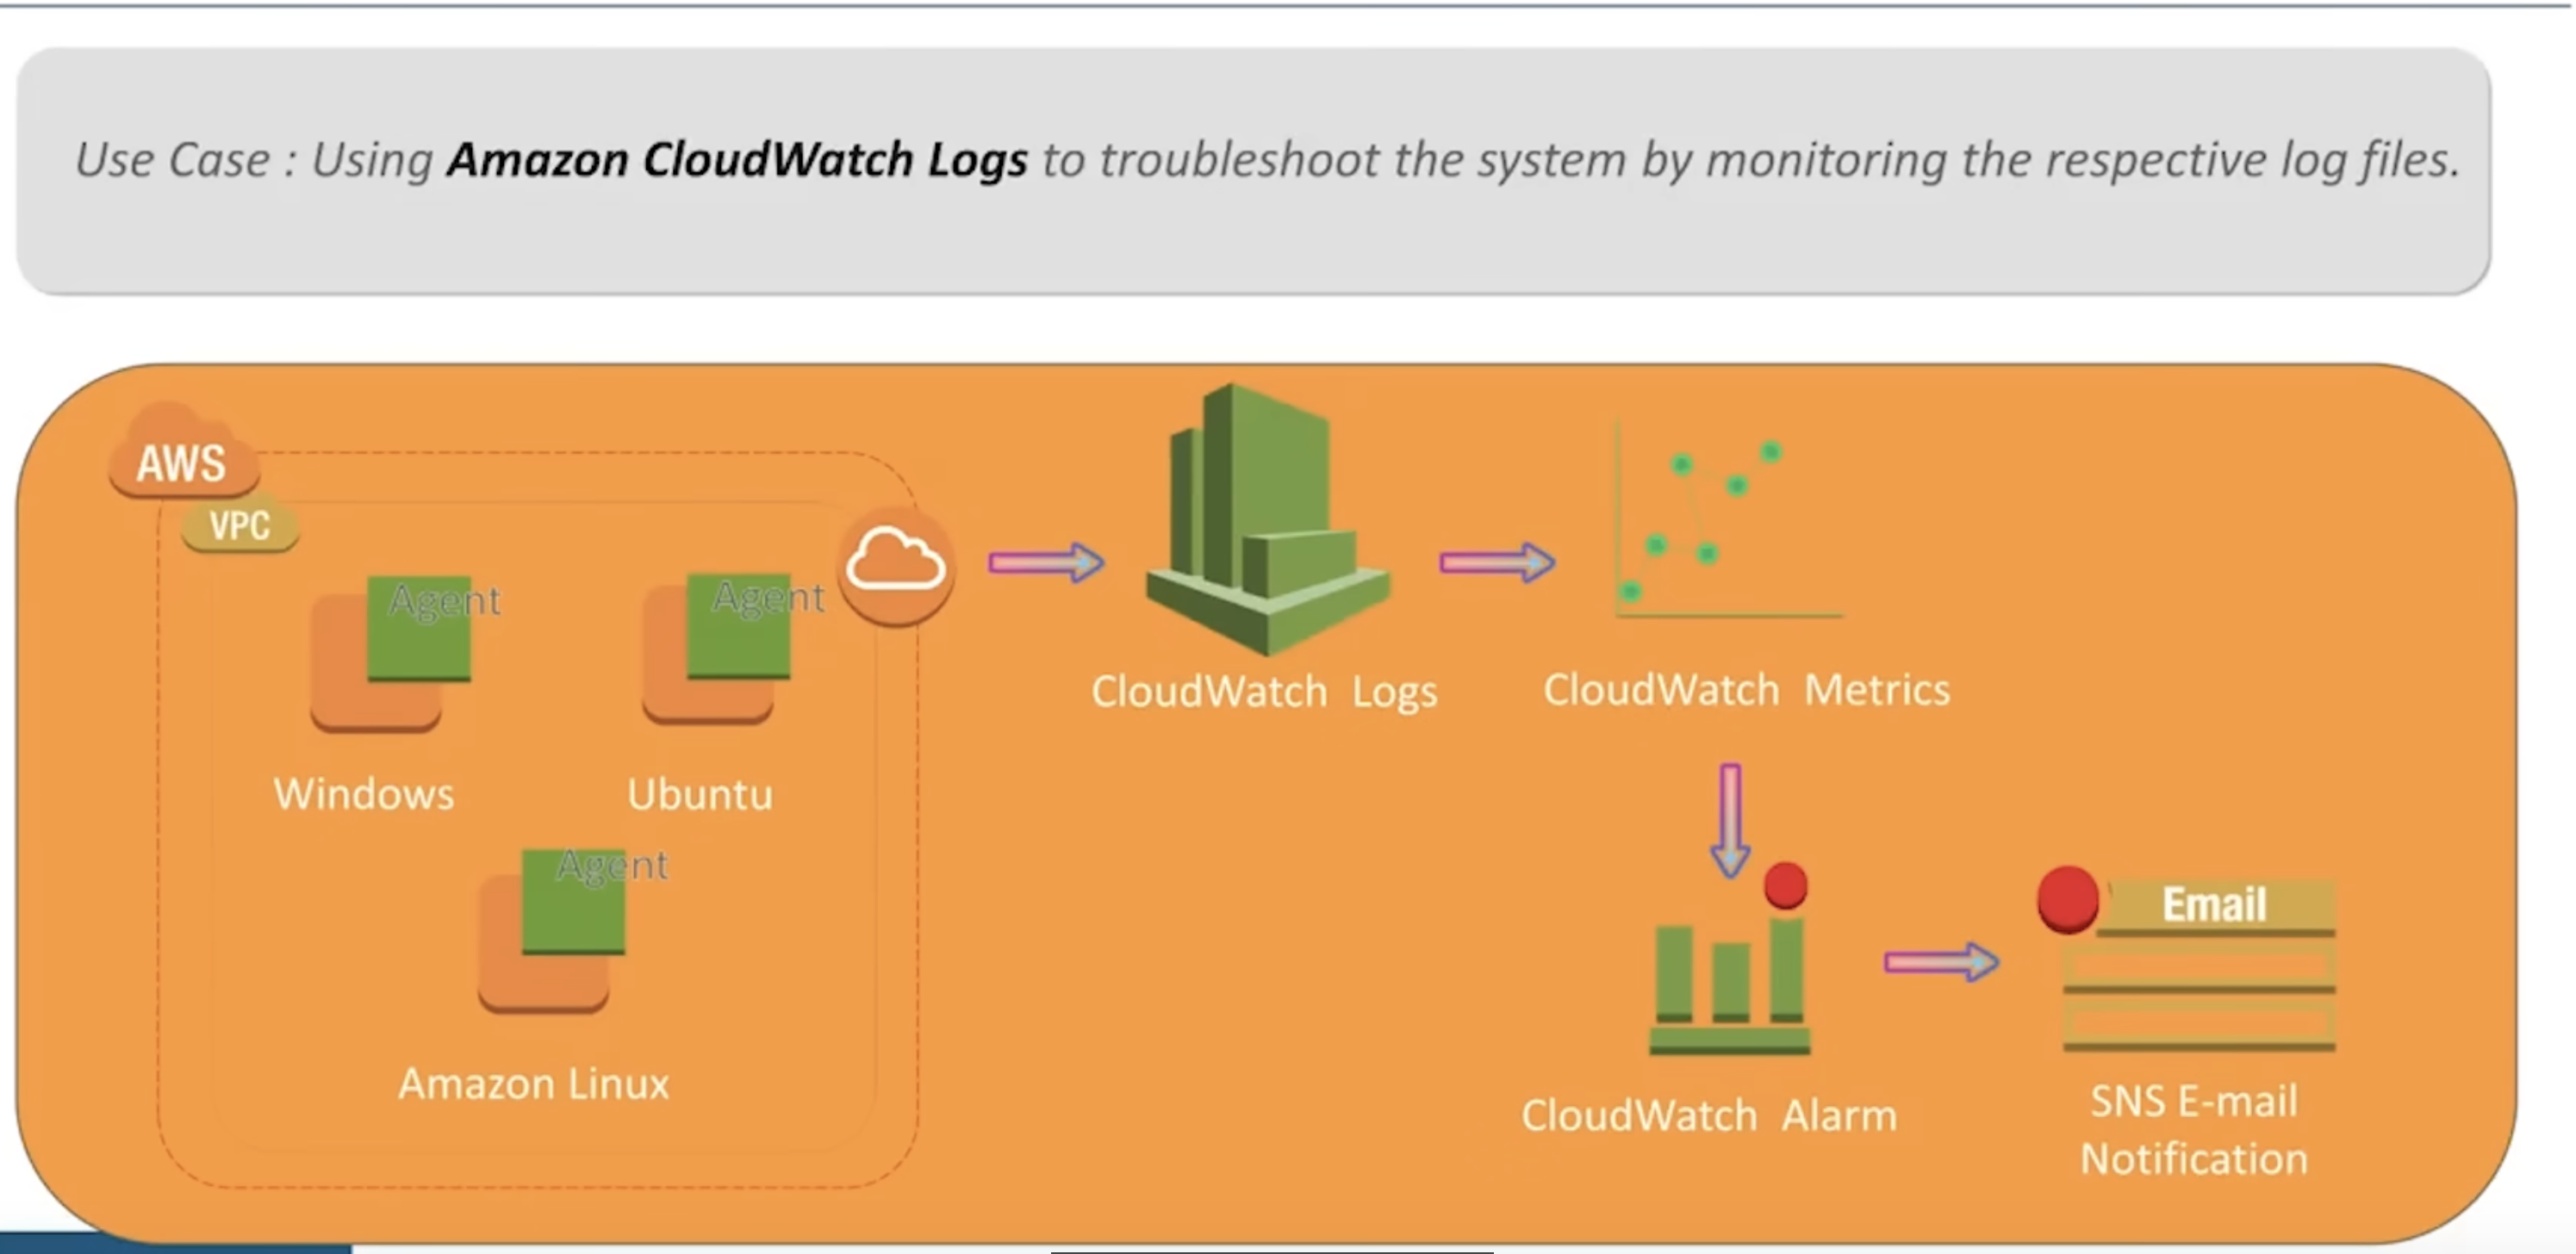 Use Case : Using Amazon CloudWatch Logs to troubleshoot the system by monitoring the respective log files.
AWS
VPC
Agent
Agent
Windows
Ubuntu
Agent
Amazon Linux
CloudWatch Logs
CloudWatch Metrics
CloudWatch Alarm
Email
SNS E-mail
Notification